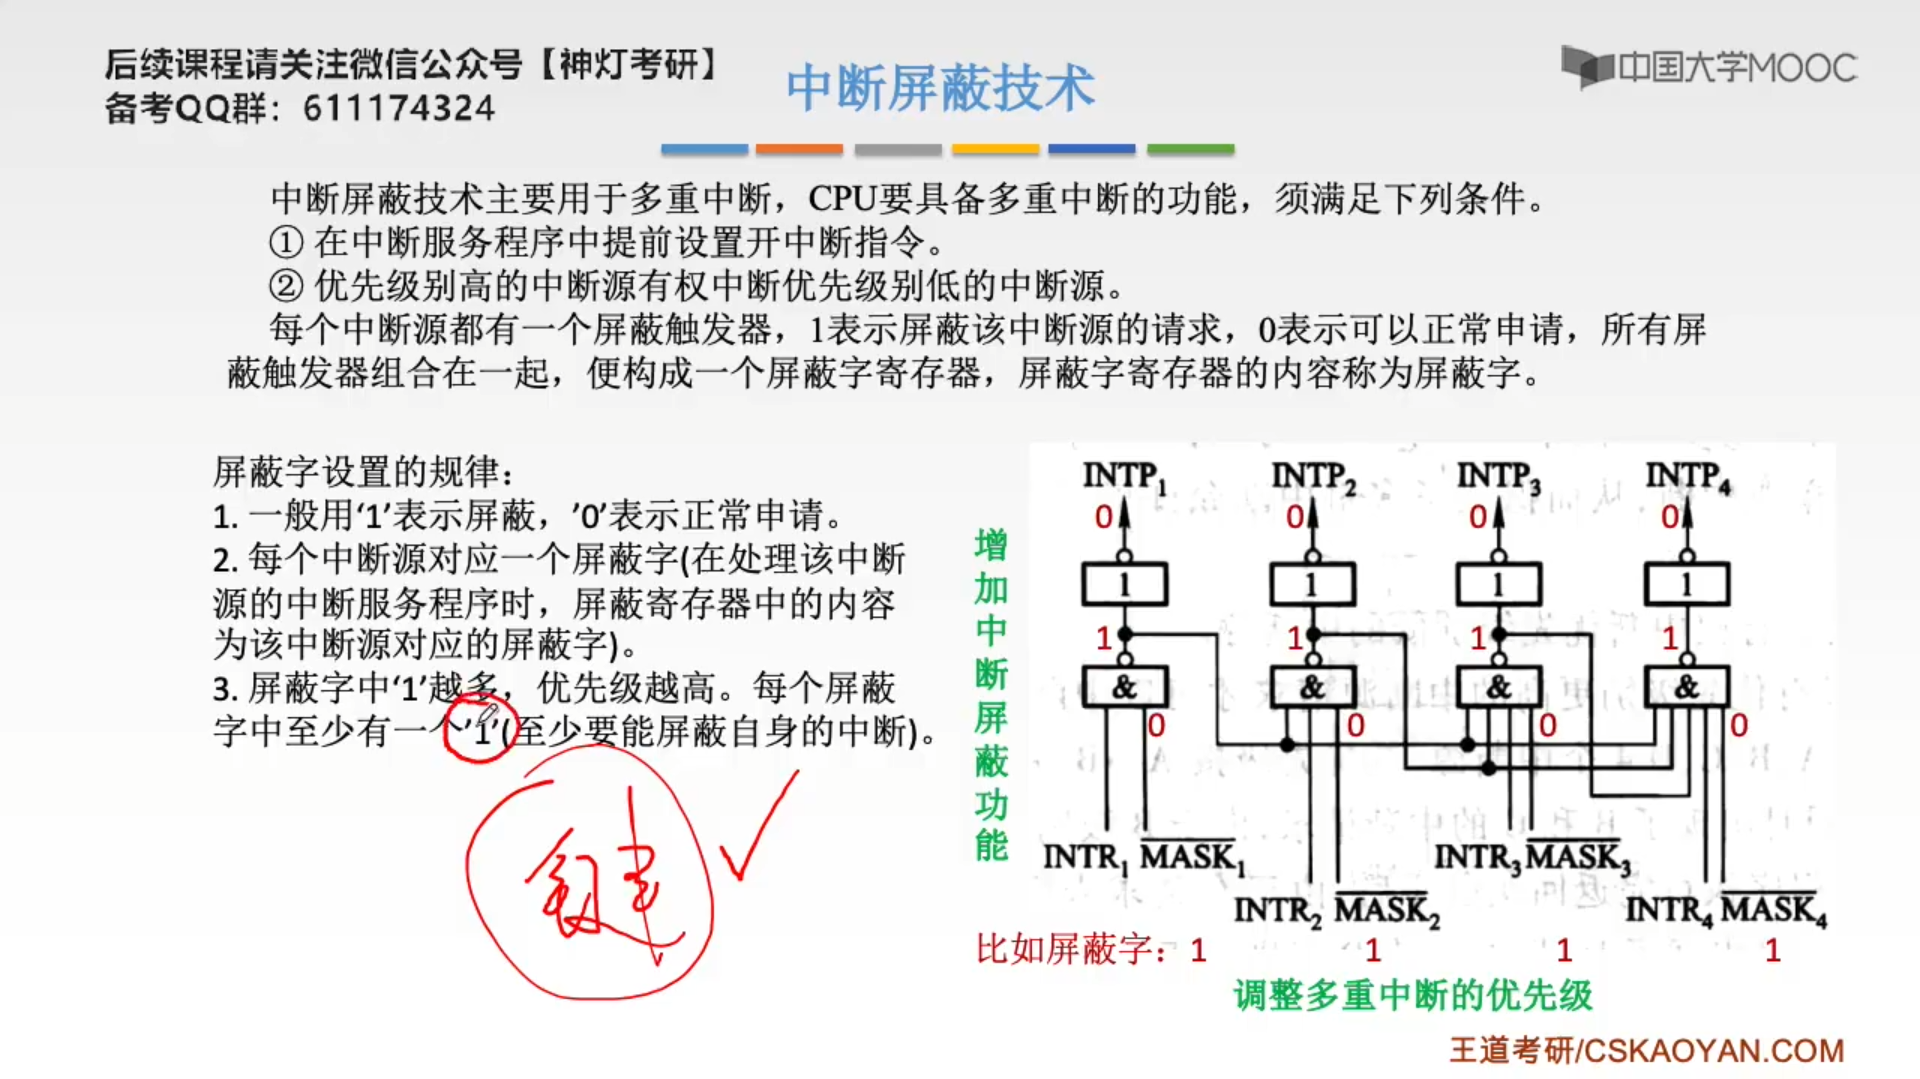 后续课程请关注微信公众号【神灯考研】
备考QQ群：611174324
中断屏蔽技术
中国大学MOOC
中断屏蔽技术主要用于多重中断，CPU要具备多重中断的功能，须满足下列条件。
① 在中断服务程序中提前设置开中断指令。
② 优先级别高的中断源有权中断优先级别低的中断源。
每个中断源都有一个屏蔽触发器，1表示屏蔽该中断源的请求，0表示可以正常申请，所有屏
蔽触发器组合在一起，便构成一个屏蔽字寄存器，屏蔽字寄存器的内容称为屏蔽字。
屏蔽字设置的规律：
1. 一般用‘1’表示屏蔽，’0’表示正常申请。
2. 每个中断源对应一个屏蔽字(在处理该中断
源的中断服务程序时，屏蔽寄存器中的内容
为该中断源对应的屏蔽字)。
3. 屏蔽字中‘1’越多，优先级越高。每个屏蔽
字中至少有一个’1’(至少要能屏蔽自身的中断)。
增加中断屏蔽功能
INTP1 INTP2 INTP3 INTP4
0 0 0 0
1 1 1 1
1 1 1 1
& & & &
0 0 0 0
INTR1 MASK1 INTR3 MASK3
INTR2 MASK2 INTR4 MASK4
比如屏蔽字：1 1 1 1
调整多重中断的优先级
王道考研/CSKAOYAN.COM